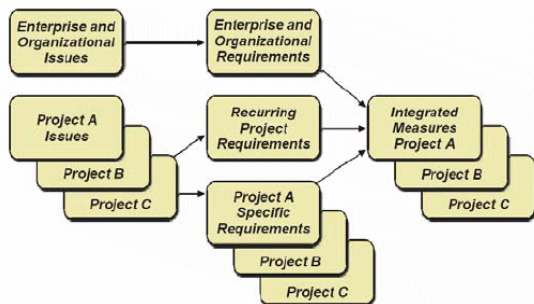 Enterprise and
Organizational
Issues
Enterprise and
Organizational
Requirements
Project A
Issues
Project B
Project C
Recurring
Project
Requirements
Project A
Specific
Requirements
Project B
Project C
Integrated
Measures
Project A
Project B
Project C